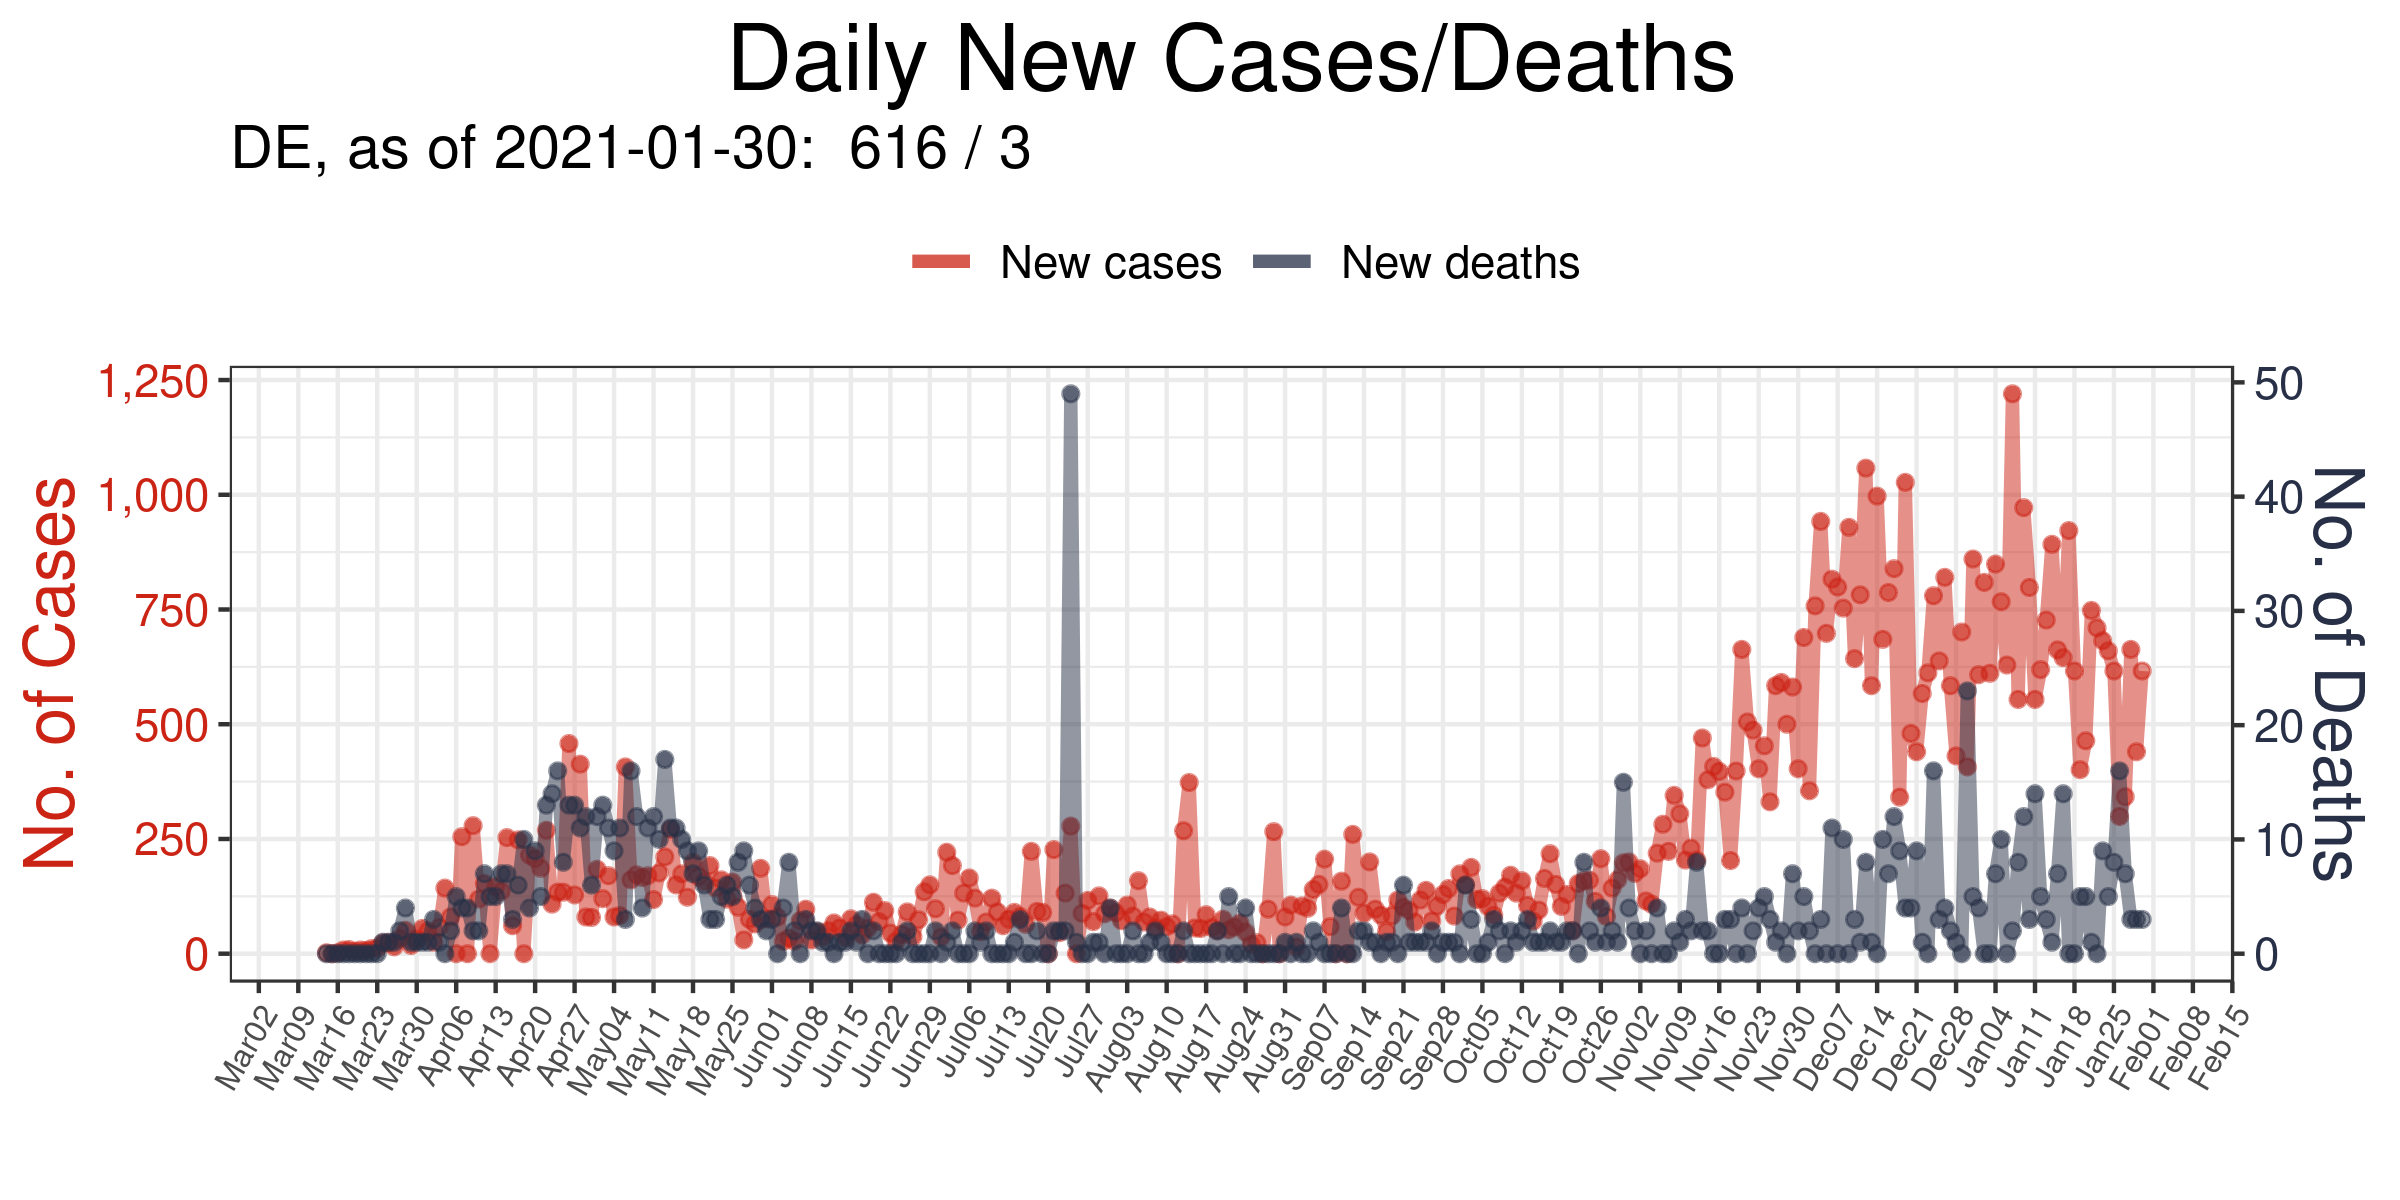 Daily New Cases/Deaths
DE, as of 2021-01-30:  616 / 3
New cases New deaths
No. of Cases
1,250
1,000
750
500
250
0
50
40
30
20
10
0
No. of Deaths
Mar02 Mar09 Mar16 Mar23 Mar30 Apr06 Apr13 Apr20 Apr27 May04 May11 May18 May25 Jun01 Jun08 Jun15 Jun22 Jun29 Jul06 Jul13 Jul20 Jul27 Aug03 Aug10 Aug17 Aug24 Aug31 Sep07 Sep14 Sep21 Sep28 Oct05 Oct12 Oct19 Oct26 Nov02 Nov09 Nov16 Nov23 Nov30 Dec07 Dec14 Dec21 Dec28 Jan04 Jan11 Jan18 Jan25 Feb01 Feb08 Feb15